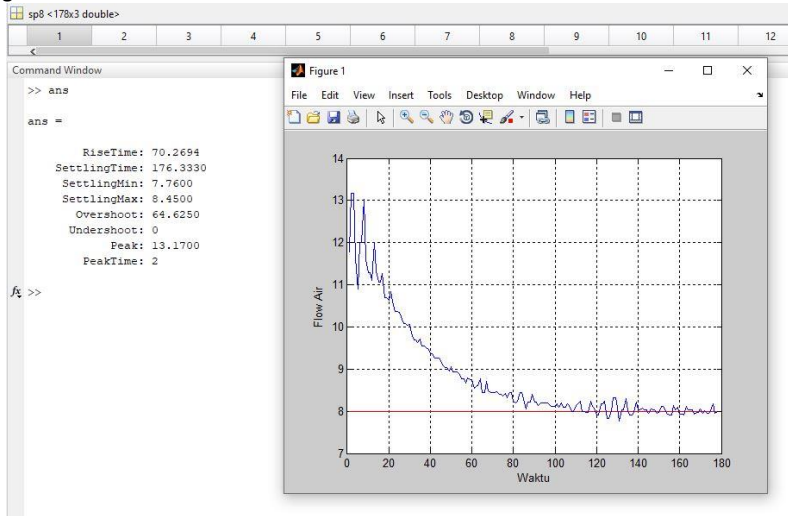 sp8 <178x3 double>
1 2 3 4 5 6 7 8 9 10 11 12
Command Window
>> ans
ans =
RiseTime: 70.2694
SettlingTime: 176.3330
SettlingMin: 7.7600
SettlingMax: 8.4500
Overshoot: 64.6250
Undershoot: 0
Peak: 13.1700
PeakTime: 2
fx >>
Figure 1
File Edit View Insert Tools Desktop Window Help
14
13
12
11
10
9
8
7
Flow Air
0 20 40 60 80 100 120 140 160 180
Waktu